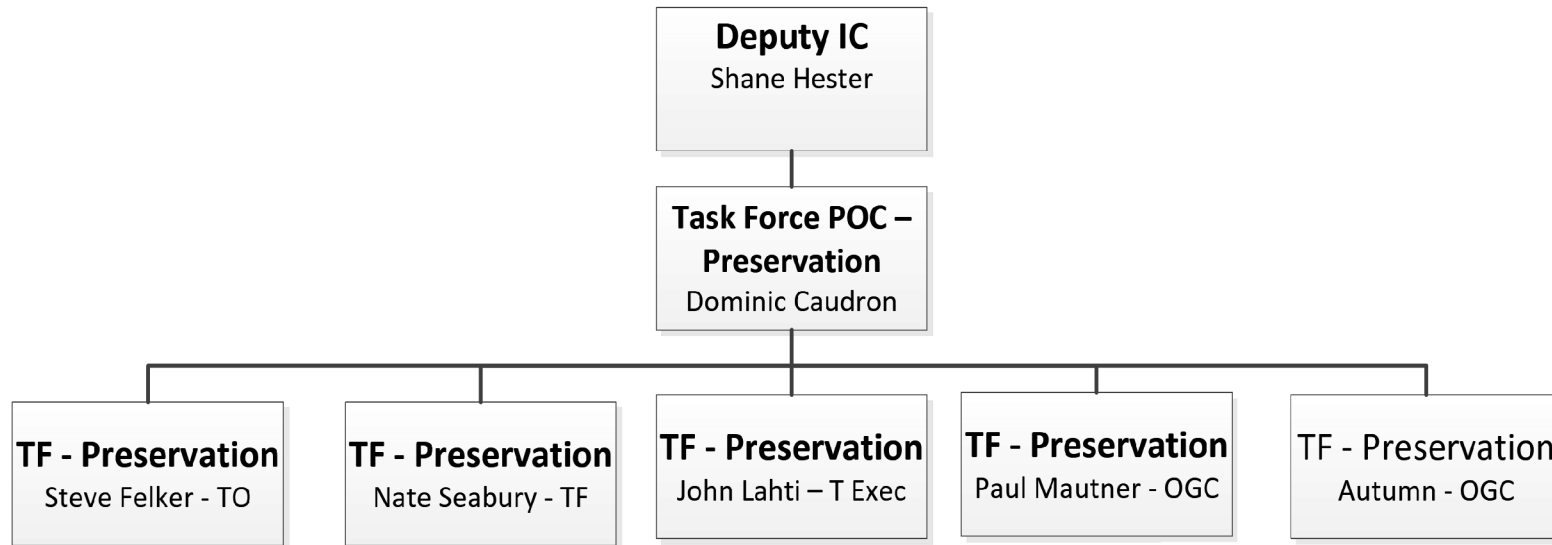 Deputy IC
Shane Hester
Task Force POC –
Preservation
Dominic Caudron
TF - Preservation
Steve Felker - TO
TF - Preservation
Nate Seabury - TF
TF - Preservation
John Lahti – T Exec
TF - Preservation
Paul Mautner - OGC
TF - Preservation
Autumn - OGC